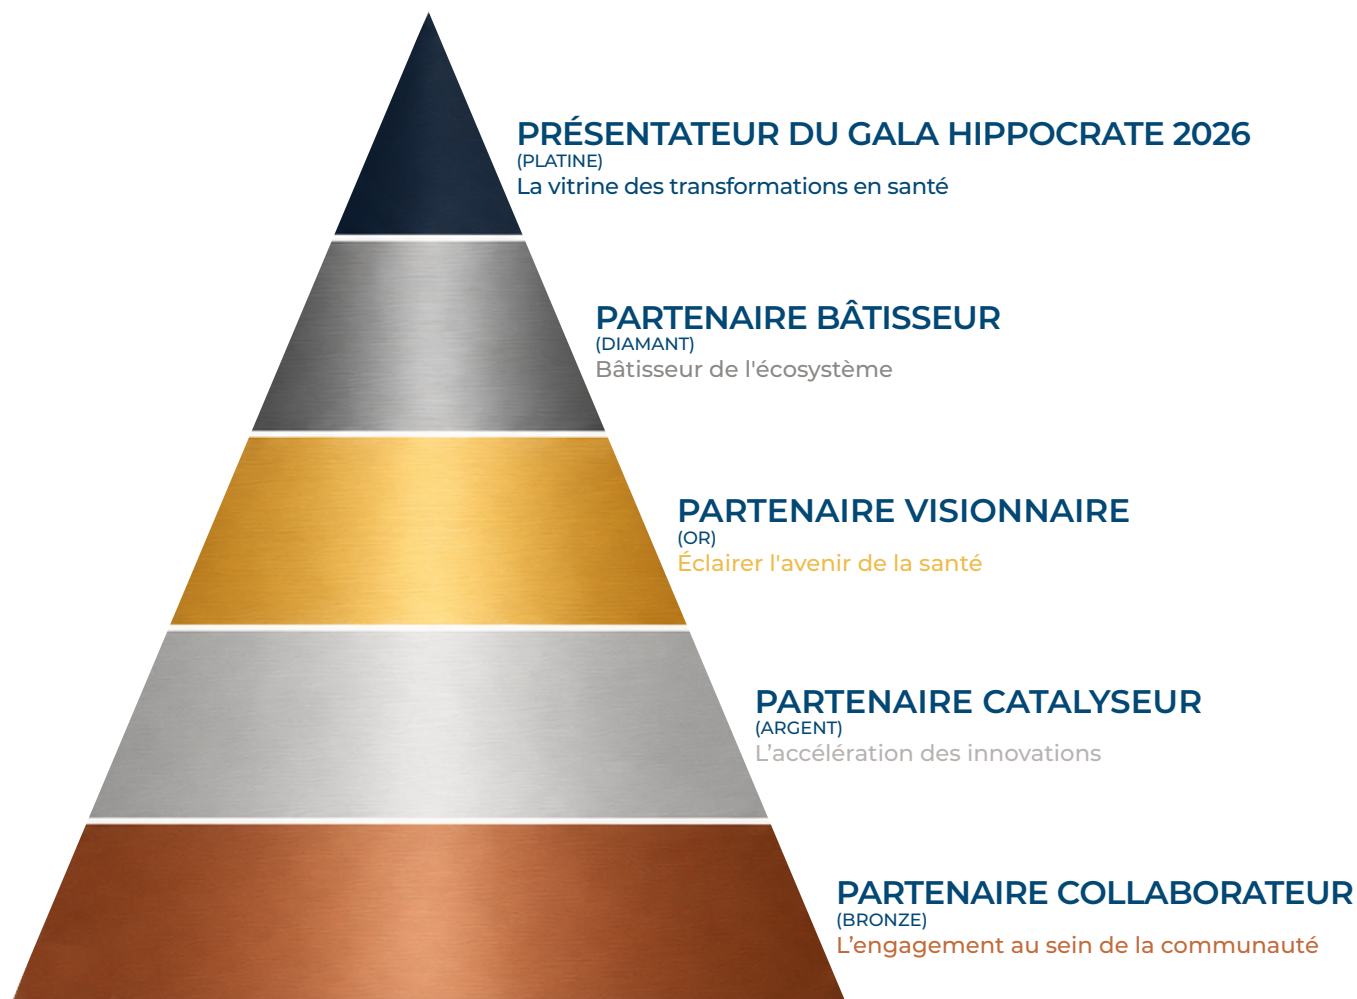 PRÉSENTATEUR DU GALA HIPPOCRATE 2026
(PLATINE)
La vitrine des transformations en santé
PARTENAIRE BÂTISSEUR
(DIAMANT)
Bâtisseur de l'écosystème
PARTENAIRE VISIONNAIRE
(OR)
Éclairer l'avenir de la santé
PARTENAIRE CATALYSEUR
(ARGENT)
L’accélération des innovations
PARTENAIRE COLLABORATEUR
(BRONZE)
L’engagement au sein de la communauté